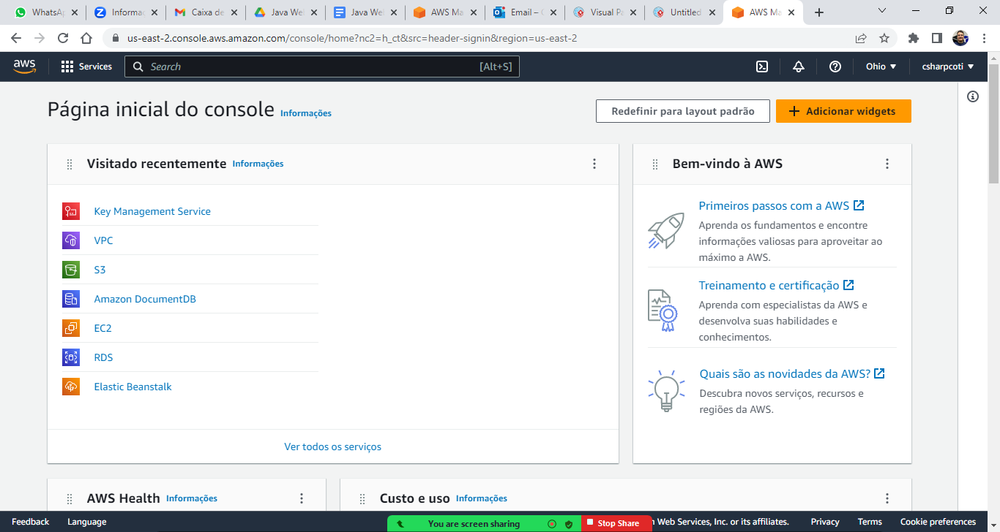 WhatsAp
Informaç
Caixa de
Java Wel
Java Wel
AWS Ma
Email –
Visual Pa
Untitled
AWS Ma
us-east-2.console.aws.amazon.com/console/home?nc2=h_ct&src=header-signin&region=us-east-2
aws
Services
Search
[Alt+S]
Ohio
csharpcoti
Página inicial do console Informações
Redefinir para layout padrão
Adicionar widgets
Visitado recentemente Informações
Key Management Service
VPC
S3
Amazon DocumentDB
EC2
RDS
Elastic Beanstalk
Ver todos os serviços
Bem-vindo à AWS
Primeiros passos com a AWS
Aprenda os fundamentos e encontre
informações valiosas para aproveitar ao
máximo a AWS.
Treinamento e certificação
Aprenda com especialistas da AWS e
desenvolva suas habilidades e
conhecimentos.
Quais são as novidades da AWS?
Descubra novos serviços, recursos e
regiões da AWS.
AWS Health Informações
Custo e uso Informações
Feedback
Language
You are screen sharing
Stop Share
Web Services, Inc. or its affiliates.
Privacy
Terms
Cookie preferences